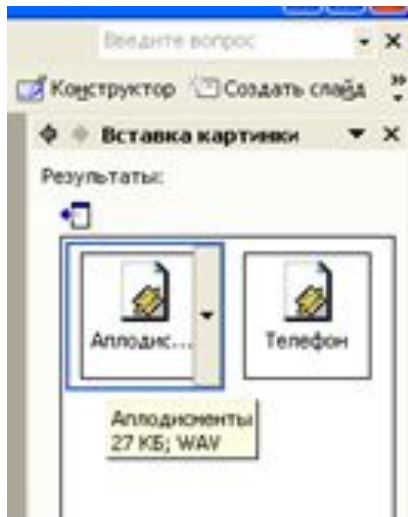 Введите вопрос
Конструктор Создать слайд
Вставка картинки
Результаты:
Аплодис... Телефон
Аплодисменты
27 КБ; WAV